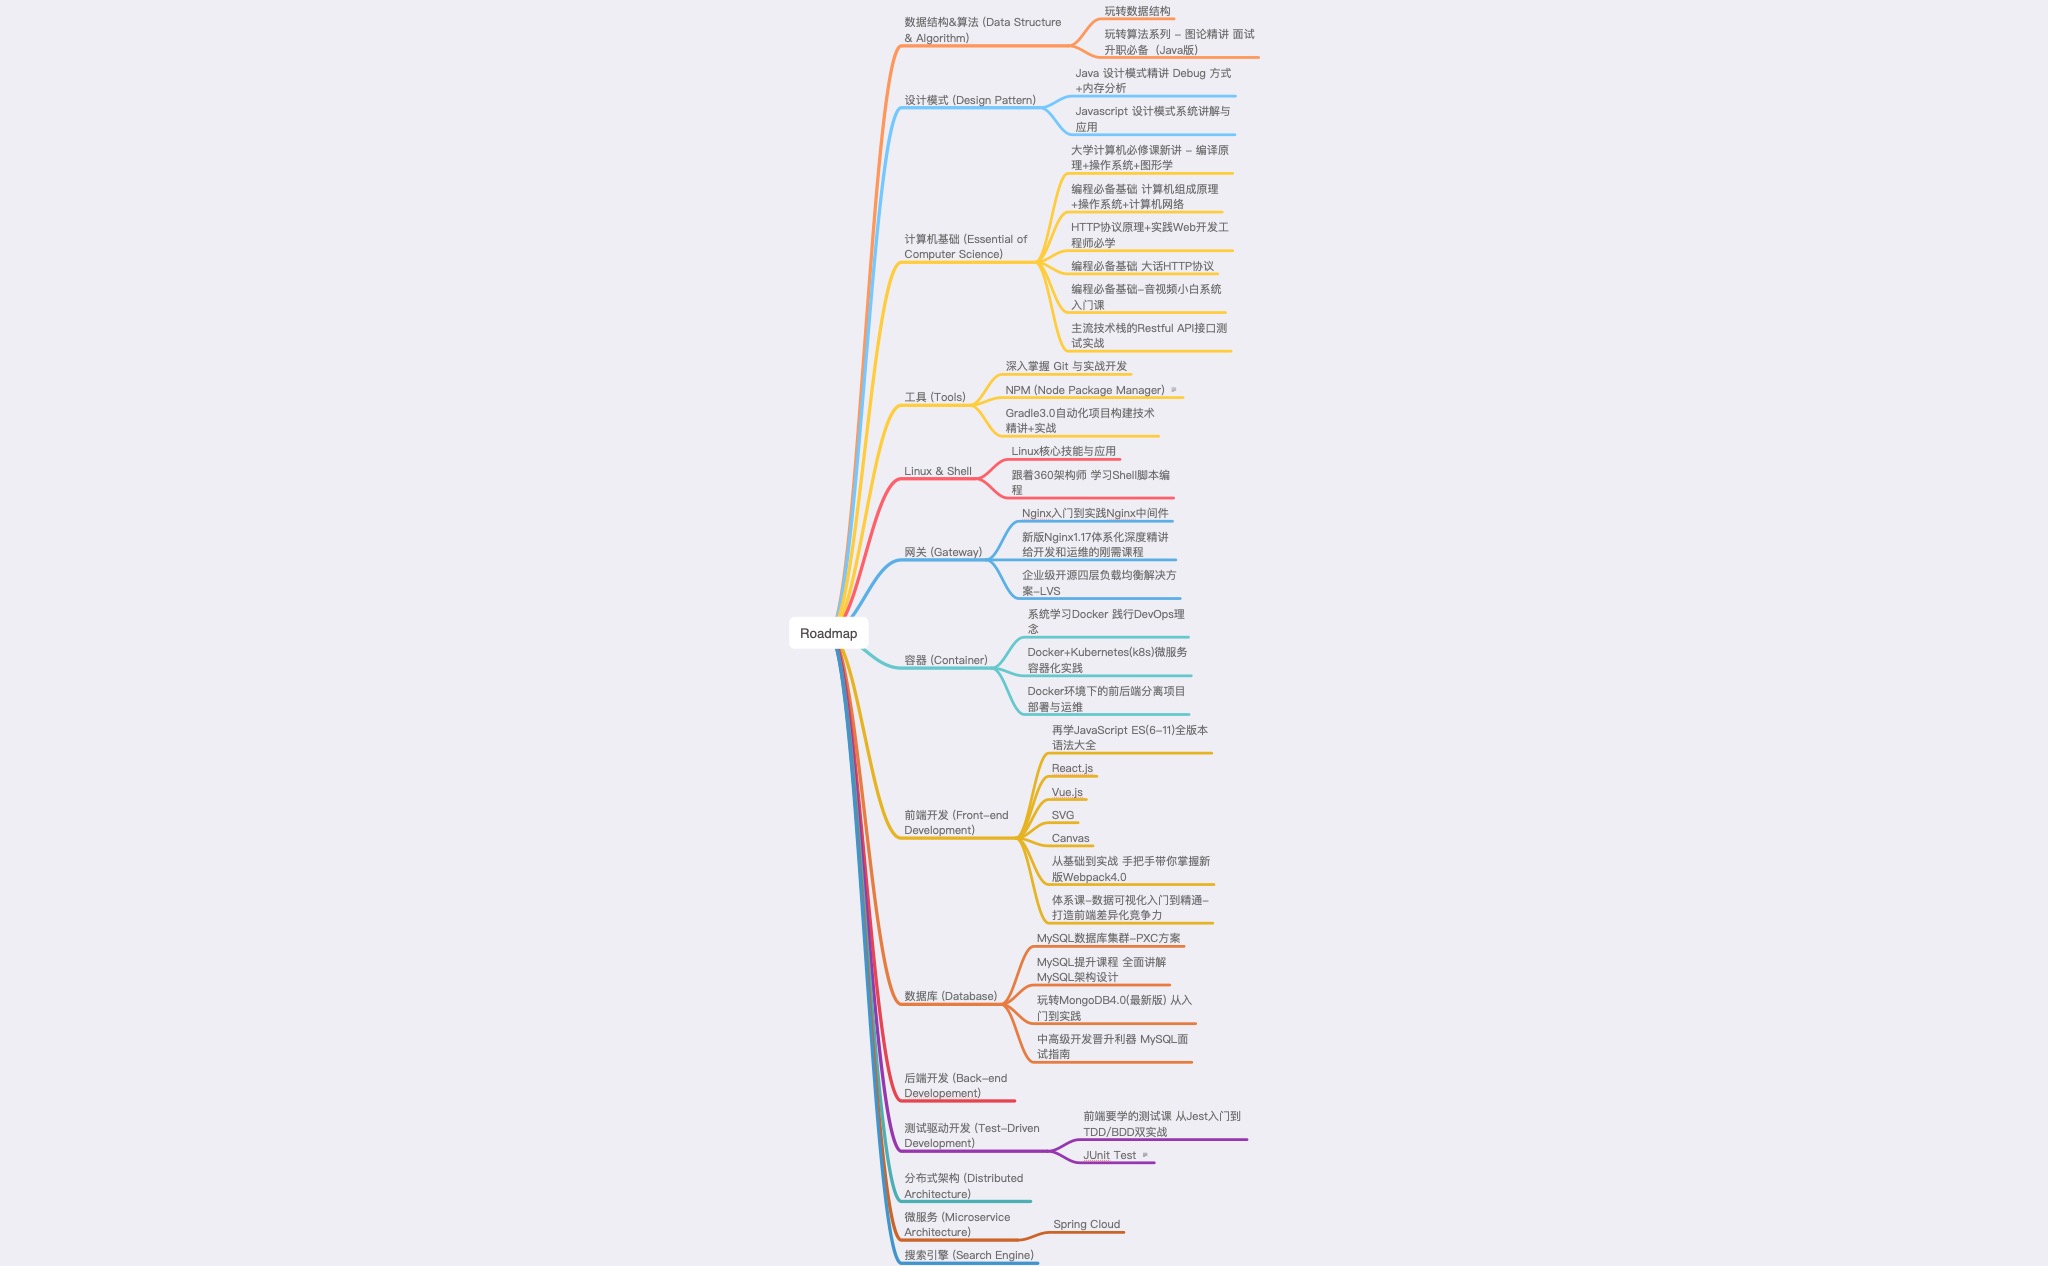 Roadmap
数据结构&算法 (Data Structure
& Algorithm)
玩转数据结构
玩转算法系列 - 图论精讲 面试
升职必备（Java版)
设计模式 (Design Pattern)
Java 设计模式精讲 Debug 方式
+内存分析
Javascript 设计模式系统讲解与
应用
计算机基础 (Essential of
Computer Science)
大学计算机必修课新讲 - 编译原
理+操作系统+图形学
编程必备基础 计算机组成原理
+操作系统+计算机网络
HTTP协议原理+实践Web开发工
程师必学
编程必备基础 大话HTTP协议
编程必备基础-音视频小白系统
入门课
主流技术栈的Restful API接口测
试实战
工具 (Tools)
深入掌握 Git 与实战开发
NPM (Node Package Manager)
Gradle3.0自动化项目构建技术
精讲+实战
Linux & Shell
Linux核心技能与应用
跟着360架构师 学习Shell脚本编
程
网关 (Gateway)
Nginx入门到实践Nginx中间件
新版Nginx1.17体系化深度精讲
给开发和运维的刚需课程
企业级开源四层负载均衡解决方
案-LVS
容器 (Container)
系统学习Docker 践行DevOps理
念
Docker+Kubernetes(k8s)微服务
容器化实践
Docker环境下的前后端分离项目
部署与运维
前端开发 (Front-end
Development)
再学JavaScript ES(6-11)全版本
语法大全
React.js
Vue.js
SVG
Canvas
从基础到实战 手把手带你掌握新
版Webpack4.0
体系课-数据可视化入门到精通-
打造前端差异化竞争力
数据库 (Database)
MySQL数据库集群-PXC方案
MySQL提升课程 全面讲解
MySQL架构设计
玩转MongoDB4.0(最新版) 从入
门到实践
中高级开发晋升利器 MySQL面
试指南
后端开发 (Back-end
Developement)
测试驱动开发 (Test-Driven
Development)
前端要学的测试课 从Jest入门到
TDD/BDD双实战
JUnit Test
分布式架构 (Distributed
Architecture)
微服务 (Microservice
Architecture)
Spring Cloud
搜索引擎 (Search Engine)